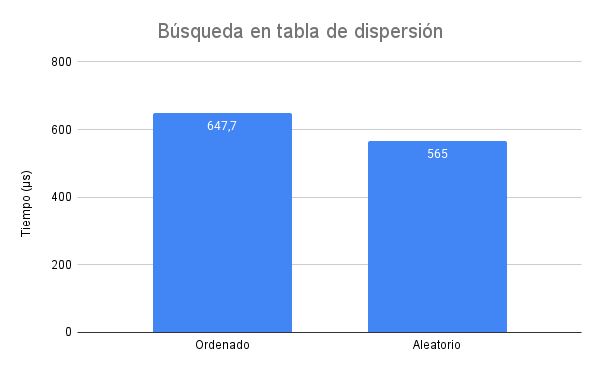 Búsqueda en tabla de dispersión
Tiempo (µs)
800
600
400
200
0
647,7
565
Ordenado
Aleatorio